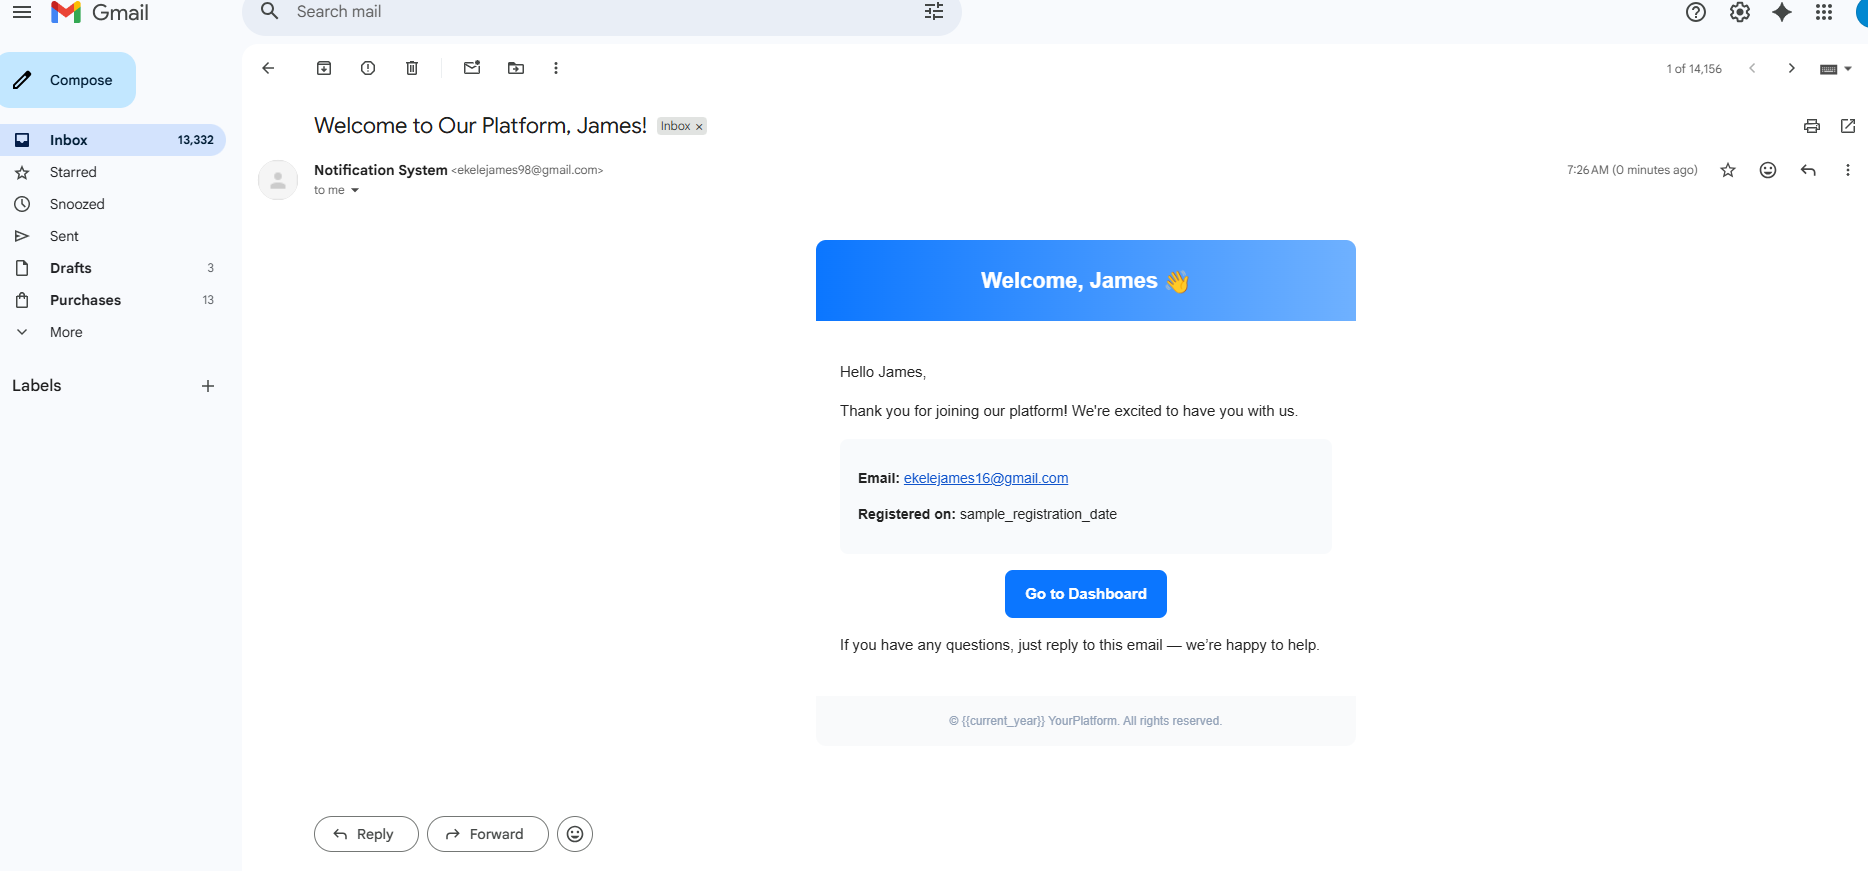 Gmail
Search mail
Compose
1 of 14,156
Inbox 13,332
Starred
Snoozed
Sent
Drafts 3
Purchases 13
More
Labels
Welcome to Our Platform, James! Inbox ×
Notification System <ekelejames98@gmail.com>
to me
7:26 AM (0 minutes ago)
Welcome, James 👋
Hello James,
Thank you for joining our platform! We're excited to have you with us.
Email: ekelejames16@gmail.com
Registered on: sample_registration_date
Go to Dashboard
If you have any questions, just reply to this email — we’re happy to help.
© {{current_year}} YourPlatform. All rights reserved.
Reply
Forward